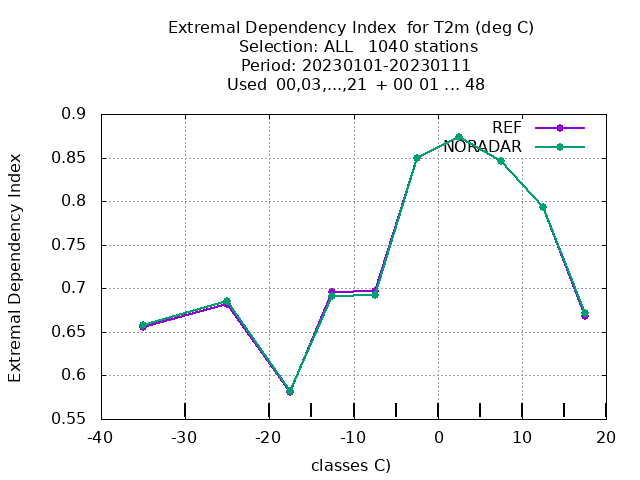 Extremal Dependency Index  for T2m (deg C)
Selection: ALL   1040 stations
Period: 20230101-20230111
Used  00,03,...,21  + 00 01 ... 48
REF
NORADAR
0.9
0.85
0.8
0.75
0.7
0.65
0.6
0.55
Extremal Dependency Index
-40 -30 -20 -10 0 10 20
classes C)